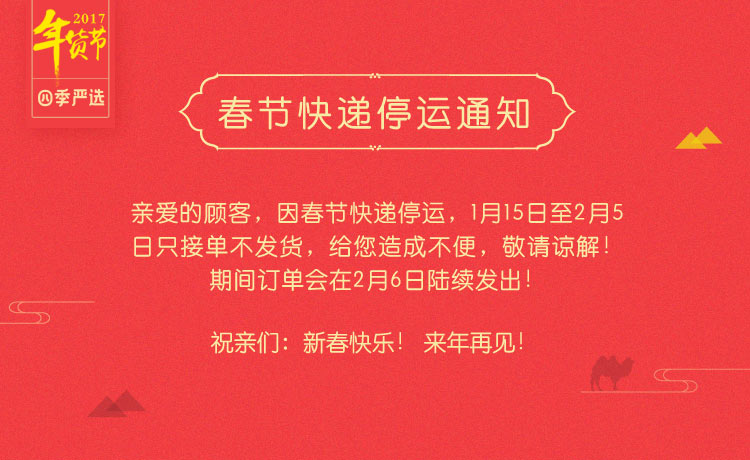 2017
年货节
四季严选
春节快递停运通知
亲爱的顾客，因春节快递停运，1月15日至2月5
日只接单不发货，给您造成不便，敬请谅解！
期间订单会在2月6日陆续发出！
祝亲们：新春快乐！ 来年再见！